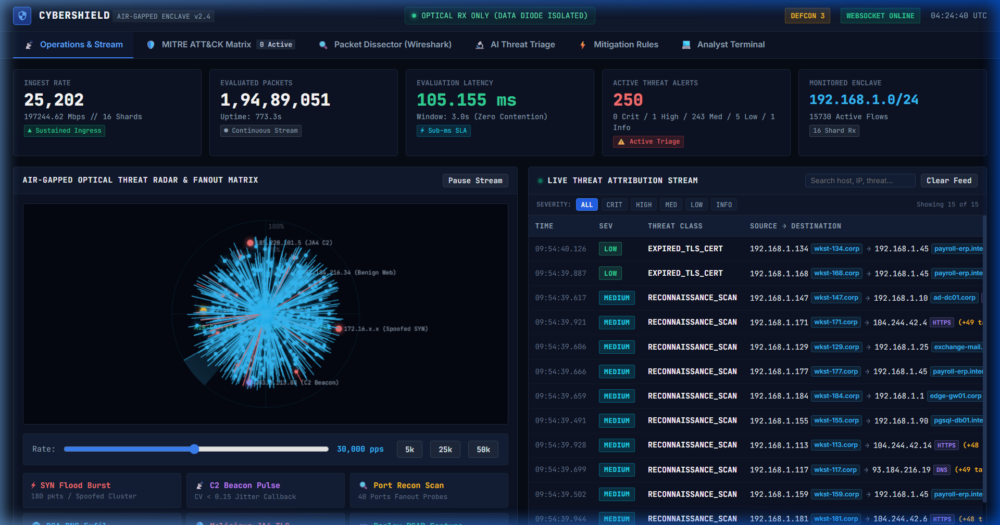 CYBERSHIELD AIR-GAPPED ENCLAVE v2.4
OPTICAL RX ONLY (DATA DIODE ISOLATED)
DEFCON 3
WEBSOCKET ONLINE
04:24:40 UTC
Operations & Stream
MITRE ATT&CK Matrix 0 Active
Packet Dissector (Wireshark)
AI Threat Triage
Mitigation Rules
Analyst Terminal
INGEST RATE
25,202
197244.62 Mbps // 16 Shards
▲ Sustained Ingress
EVALUATED PACKETS
1,94,89,051
Uptime: 773.3s
● Continuous Stream
EVALUATION LATENCY
105.155 ms
Window: 3.0s (Zero Contention)
⚡ Sub-ms SLA
ACTIVE THREAT ALERTS
250
0 Crit / 1 High / 243 Med / 5 Low / 1
Info
⚠ Active Triage
MONITORED ENCLAVE
192.168.1.0/24
15730 Active Flows
16 Shard Rx
AIR-GAPPED OPTICAL THREAT RADAR & FANOUT MATRIX
Pause Stream
100%
185.220.101.5 (JA4 C2)
184.216.34 (Benign Web)
172.16.x.x (Spoofed SYN)
203.0.113.88 (C2 Beacon)
Rate:
30,000 pps
5k
25k
50k
SYN Flood Burst
180 pkts / Spoofed Cluster
C2 Beacon Pulse
CV < 0.15 Jitter Callback
Port Recon Scan
40 Ports Fanout Probes
LIVE THREAT ATTRIBUTION STREAM
Search host, IP, threat...
Clear Feed
SEVERITY: ALL CRIT HIGH MED LOW INFO
Showing 15 of 15
TIME SEV THREAT CLASS SOURCE → DESTINATION
09:54:40.126 LOW EXPIRED_TLS_CERT 192.168.1.134 wkst-134.corp → 192.168.1.45 payroll-erp.inte
09:54:39.887 LOW EXPIRED_TLS_CERT 192.168.1.168 wkst-168.corp → 192.168.1.45 payroll-erp.inte
09:54:39.617 MEDIUM RECONNAISSANCE_SCAN 192.168.1.147 wkst-147.corp → 192.168.1.10 ad-dc01.corp
09:54:39.921 MEDIUM RECONNAISSANCE_SCAN 192.168.1.171 wkst-171.corp → 104.244.42.4 HTTPS (+49 ta
09:54:39.606 MEDIUM RECONNAISSANCE_SCAN 192.168.1.129 wkst-129.corp → 192.168.1.25 exchange-mail.
09:54:39.666 MEDIUM RECONNAISSANCE_SCAN 192.168.1.177 wkst-177.corp → 192.168.1.45 payroll-erp.inter
09:54:39.659 MEDIUM RECONNAISSANCE_SCAN 192.168.1.184 wkst-184.corp → 192.168.1.1 edge-gw01.corp
09:54:39.491 MEDIUM RECONNAISSANCE_SCAN 192.168.1.155 wkst-155.corp → 192.168.1.90 pgsql-db01.inte
09:54:39.928 MEDIUM RECONNAISSANCE_SCAN 192.168.1.113 wkst-113.corp → 104.244.42.14 HTTPS (+48
09:54:39.699 MEDIUM RECONNAISSANCE_SCAN 192.168.1.117 wkst-117.corp → 93.184.216.19 DNS (+49 ta
09:54:39.502 MEDIUM RECONNAISSANCE_SCAN 192.168.1.159 wkst-159.corp → 192.168.1.45 payroll-erp.inte
09:54:39.944 MEDIUM RECONNAISSANCE_SCAN 192.168.1.181 wkst-181.corp → 104.244.42.6 HTTPS (+48 t